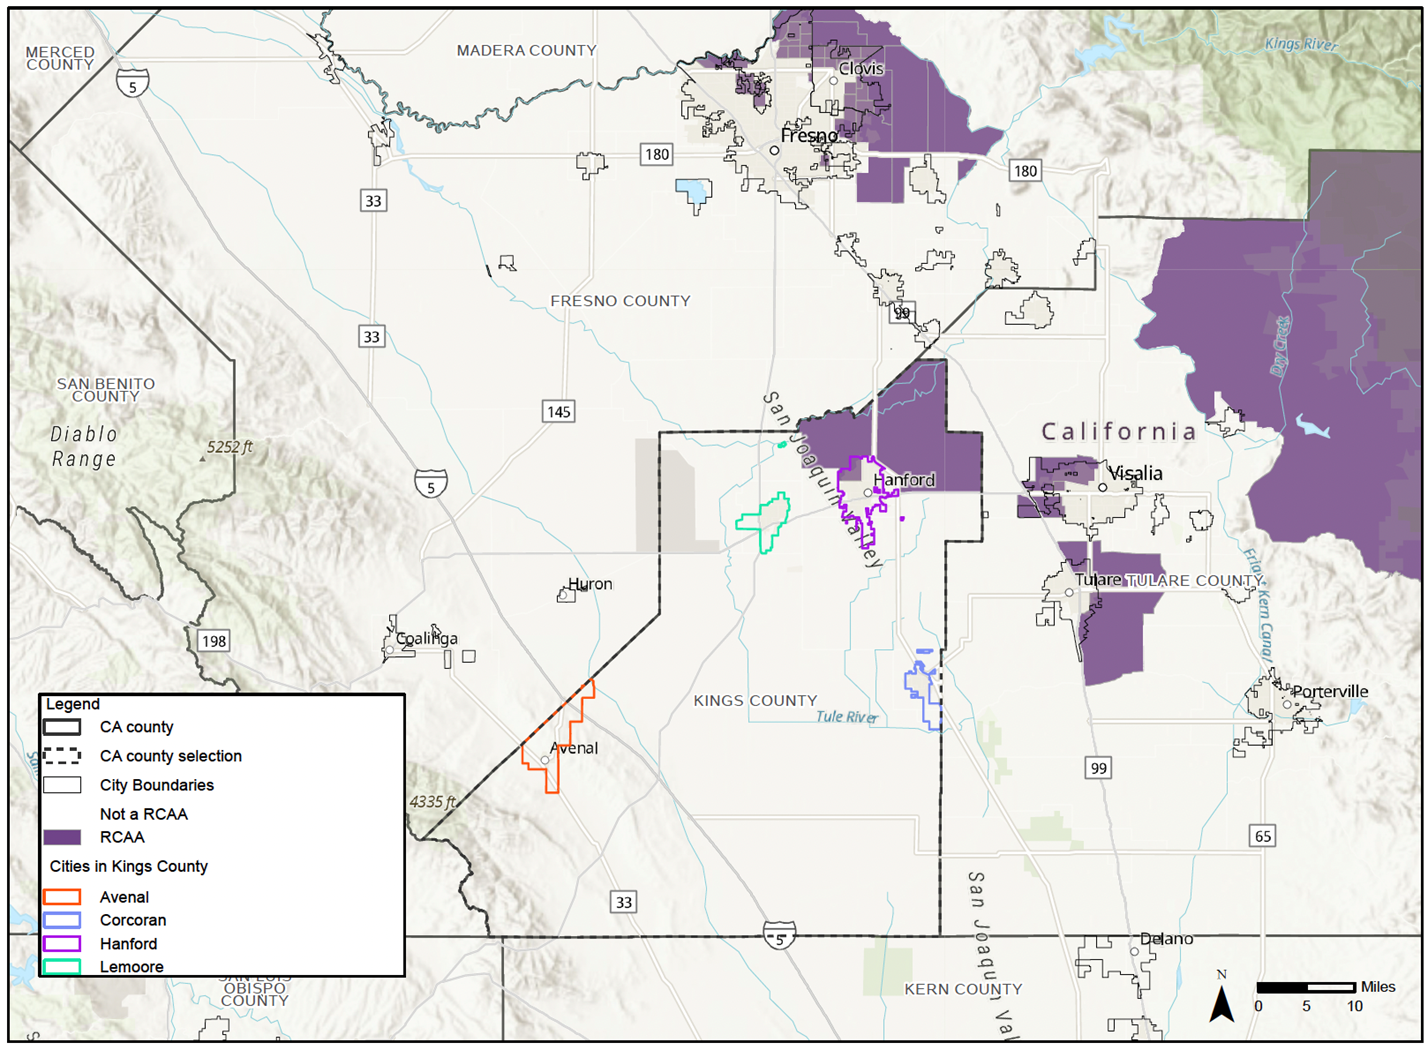 MERCED
COUNTY
MADERA COUNTY
Kings River
5
Clovis
Fresno
180
180
33
FRESNO COUNTY
99
33
SAN BENITO
COUNTY
145
Diablo
Range
5252 ft
San Joaquin Valley
California
5
Hanford
Visalia
Dry Creek
Huron
Tulare
TULARE COUNTY
Friant Kern Canal
198
Coalinga
KINGS COUNTY
Tule River
Porterville
Avenal
99
4335 ft
65
33
San Joaquin Val
5
Delano
KERN COUNTY
OBISPO
COUNTY
Legend
CA county
CA county selection
City Boundaries
Not a RCAA
RCAA
Cities in Kings County
Avenal
Corcoran
Hanford
Lemoore
N
Miles
0 5 10